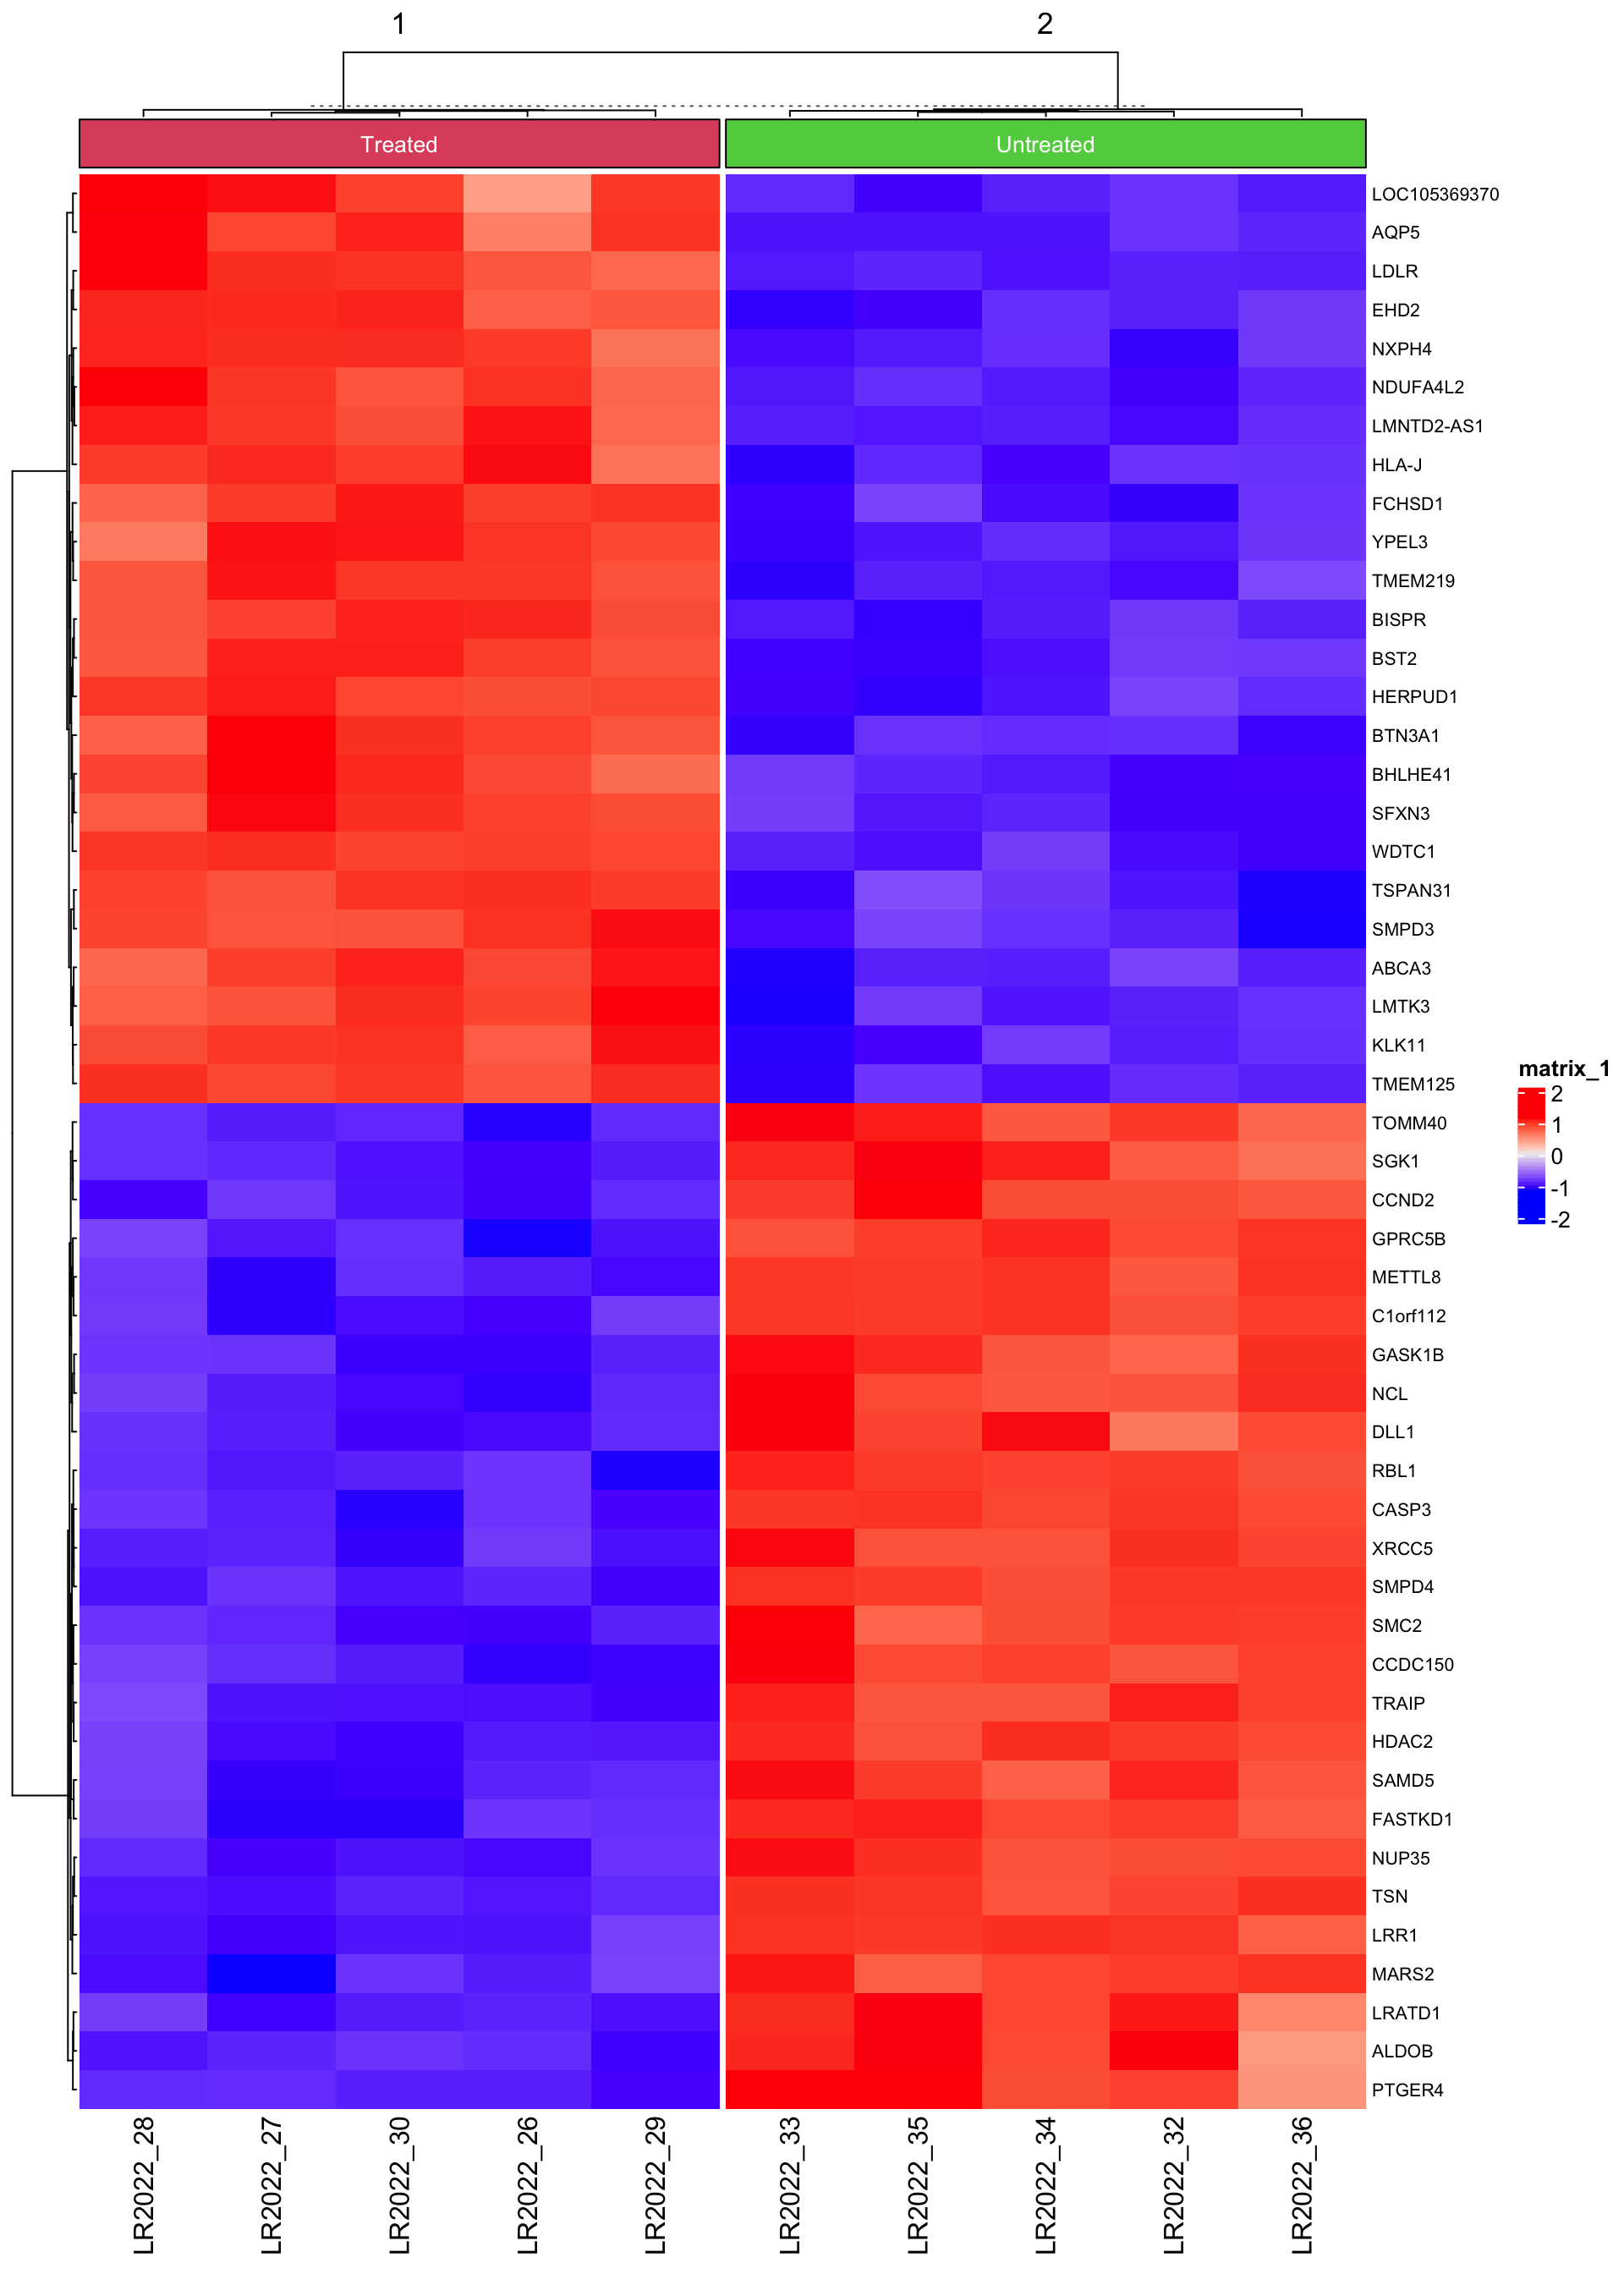 1 2
Treated Untreated
LOC105369370
AQP5
LDLR
EHD2
NXPH4
NDUFA4L2
LMNTD2-AS1
HLA-J
FCHSD1
YPEL3
TMEM219
BISPR
BST2
HERPUD1
BTN3A1
BHLHE41
SFXN3
WDTC1
TSPAN31
SMPD3
ABCA3
LMTK3
KLK11
TMEM125
TOMM40
SGK1
CCND2
GPRC5B
METTL8
C1orf112
GASK1B
NCL
DLL1
RBL1
CASP3
XRCC5
SMPD4
SMC2
CCDC150
TRAIP
HDAC2
SAMD5
FASTKD1
NUP35
TSN
LRR1
MARS2
LRATD1
ALDOB
PTGER4
matrix_1
2
1
0
-1
-2
LR2022_28
LR2022_27
LR2022_30
LR2022_26
LR2022_29
LR2022_33
LR2022_35
LR2022_34
LR2022_32
LR2022_36